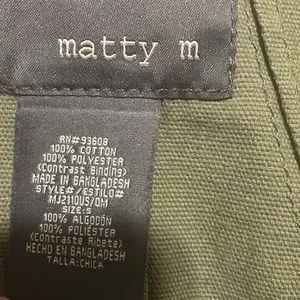 matty m
RN#93608
100% COTTON
100% POLYESTER
(Contrast Binding)
MADE IN BANGLADESH
STYLE#/ESTILO#
MJ2110US/OM
SIZE:S
100% ALGODÓN
100% POLIÉSTER
(Contraste Ribete)
HECHO EN BANGLADESH
TALLA:CHICA